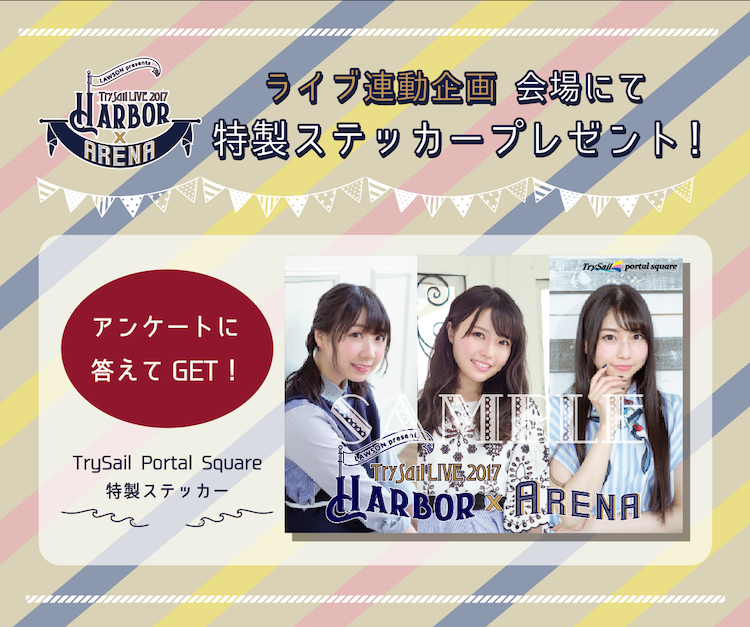 LAWSON presents
TrySail LIVE 2017
HARBOR
×
ARENA
ライブ連動企画 会場にて
特製ステッカープレゼント!
アンケートに
答えて GET!
TrySail Portal Square
特製ステッカー
TrySail portal square
SAMPLE
LAWSON presents
TrySail LIVE 2017
HARBOR × ARENA